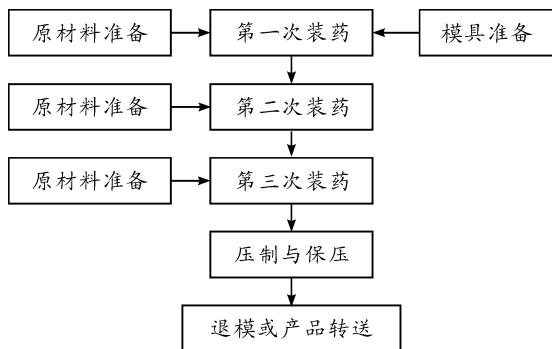 原材料准备 第一次装药 模具准备
原材料准备 第二次装药
原材料准备 第三次装药
压制与保压
退模或产品转送